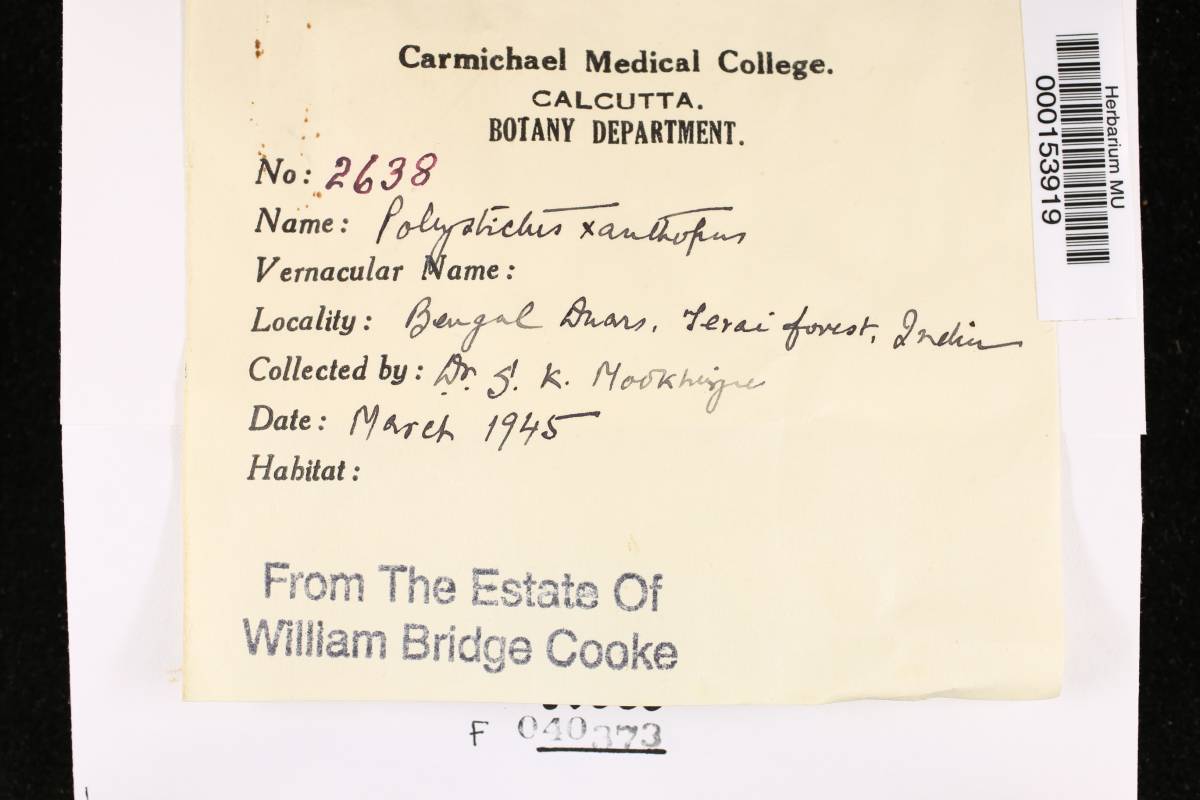 Carmichael Medical College.
CALCUTTA.
BOTANY DEPARTMENT.
No: 2638
Name: Polystictus xanthopus
Vernacular Name:
Locality: Bengal Duars, Terai forest, India
Collected by: Dr. S. K. Mookherjee
Date: March 1945
Habitat:
From The Estate Of
William Bridge Cooke
F 040373
Herbarium MU
000153919